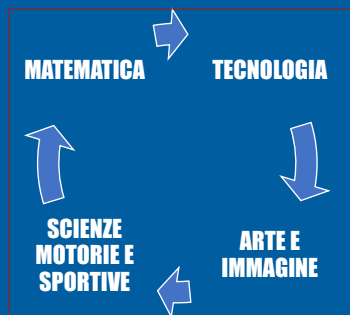 MATEMATICA
TECNOLOGIA
ARTE E
IMMAGINE
SCIENZE
MOTORIE E
SPORTIVE